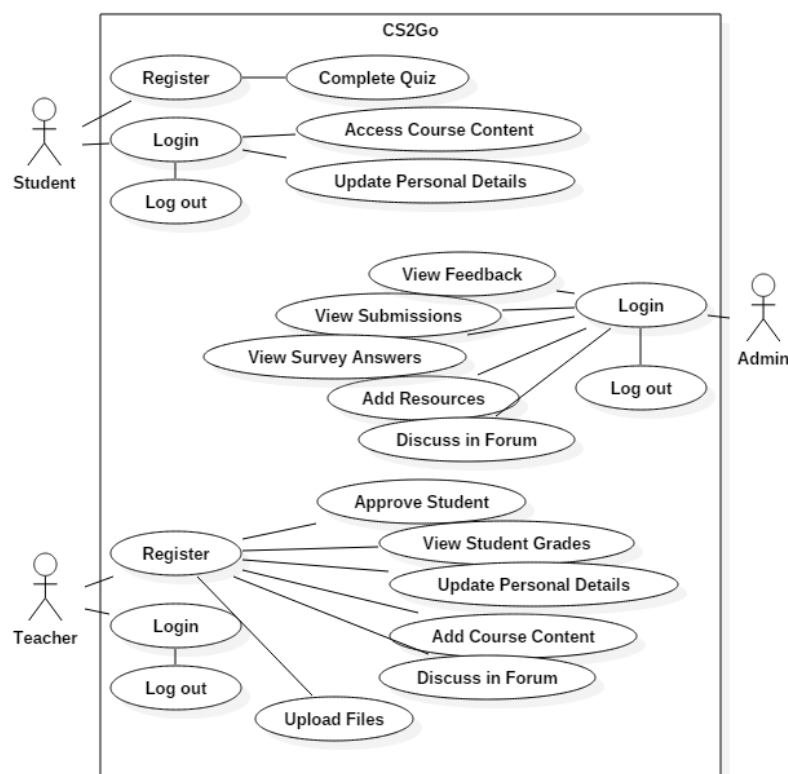 CS2Go
Register
Complete Quiz
Student
Login
Access Course Content
Update Personal Details
Log out
View Feedback
View Submissions
View Survey Answers
Add Resources
Discuss in Forum
Login
Admin
Log out
Approve Student
Register
View Student Grades
Update Personal Details
Teacher
Login
Add Course Content
Log out
Discuss in Forum
Upload Files